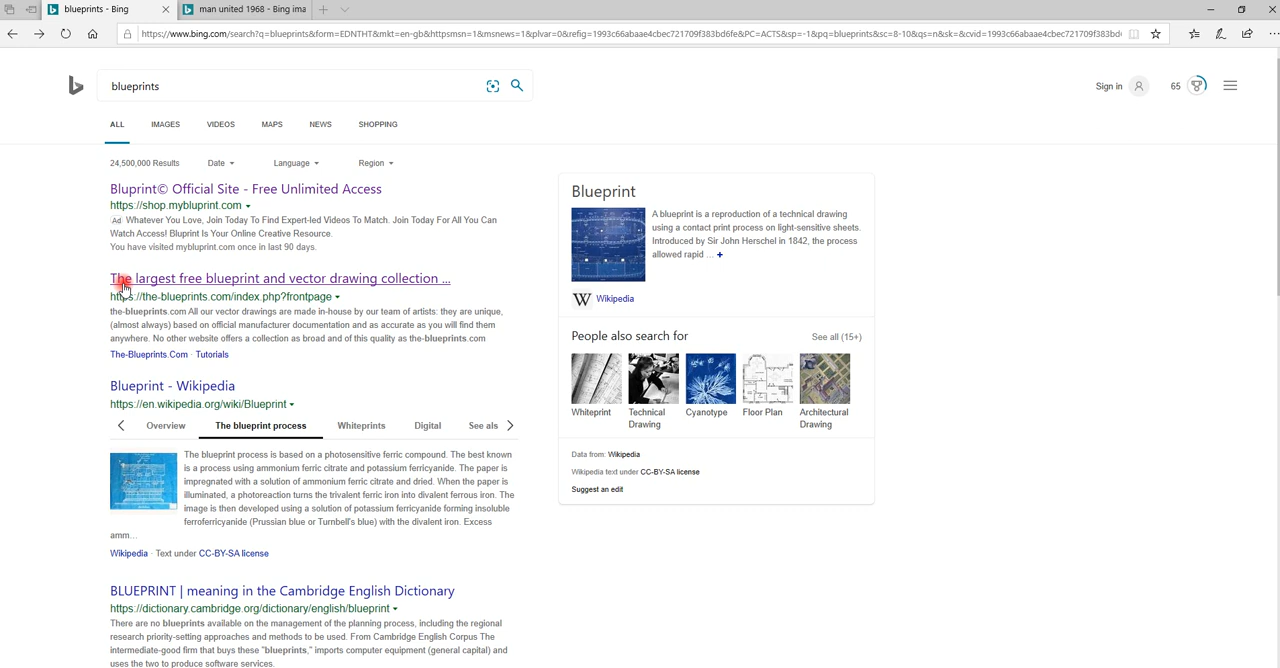 blueprints - Bing
man united 1968 - Bing ima
https://www.bing.com/search?q=blueprints&form=EDNTHT&mkt=en-gb&httpsmsn=1&msnews=1&plvar=0&refig=1993c66abaae4cbec721709f383bd6fe&PC=ACTS&sp=-1&pq=blueprints&sc=8-10&qs=n&sk=&cvid=1993c66abaae4cbec721709f383bd
blueprints
Sign in
65
ALL
IMAGES
VIDEOS
MAPS
NEWS
SHOPPING
24,500,000 Results
Date
Language
Region
Bluprint© Official Site - Free Unlimited Access
https://shop.mybluprint.com
Ad Whatever You Love, Join Today To Find Expert-led Videos To Match. Join Today For All You Can
Watch Access! Bluprint Is Your Online Creative Resource.
You have visited mybluprint.com once in last 90 days.
The largest free blueprint and vector drawing collection ...
https://the-blueprints.com/index.php?frontpage
the-blueprints.com All our vector drawings are made in-house by our team of artists: they are unique,
(almost always) based on official manufacturer documentation and as accurate as you will find them
anywhere. No other website offers a collection as broad and of this quality as the-blueprints.com
The-Blueprints.Com · Tutorials
Blueprint - Wikipedia
https://en.wikipedia.org/wiki/Blueprint
Overview
The blueprint process
Whiteprints
Digital
See als
The blueprint process is based on a photosensitive ferric compound. The best known
is a process using ammonium ferric citrate and potassium ferricyanide. The paper is
impregnated with a solution of ammonium ferric citrate and dried. When the paper is
illuminated, a photoreaction turns the trivalent ferric iron into divalent ferrous iron. The
image is then developed using a solution of potassium ferricyanide forming insoluble
ferroferricyanide (Prussian blue or Turnbell's blue) with the divalent iron. Excess
amm...
Wikipedia · Text under CC-BY-SA license
BLUEPRINT | meaning in the Cambridge English Dictionary
https://dictionary.cambridge.org/dictionary/english/blueprint
There are no blueprints available on the management of the planning process, including the regional
research priority-setting approaches and methods to be used. From Cambridge English Corpus The
intermediate-good firm that buys these "blueprints," imports computer equipment (general capital) and
uses the two to produce software services.
Blueprint
A blueprint is a reproduction of a technical drawing
using a contact print process on light-sensitive sheets.
Introduced by Sir John Herschel in 1842, the process
allowed rapid ... +
W Wikipedia
People also search for
See all (15+)
Whiteprint
Technical
Drawing
Cyanotype
Floor Plan
Architectural
Drawing
Data from: Wikipedia
Wikipedia text under CC-BY-SA license
Suggest an edit